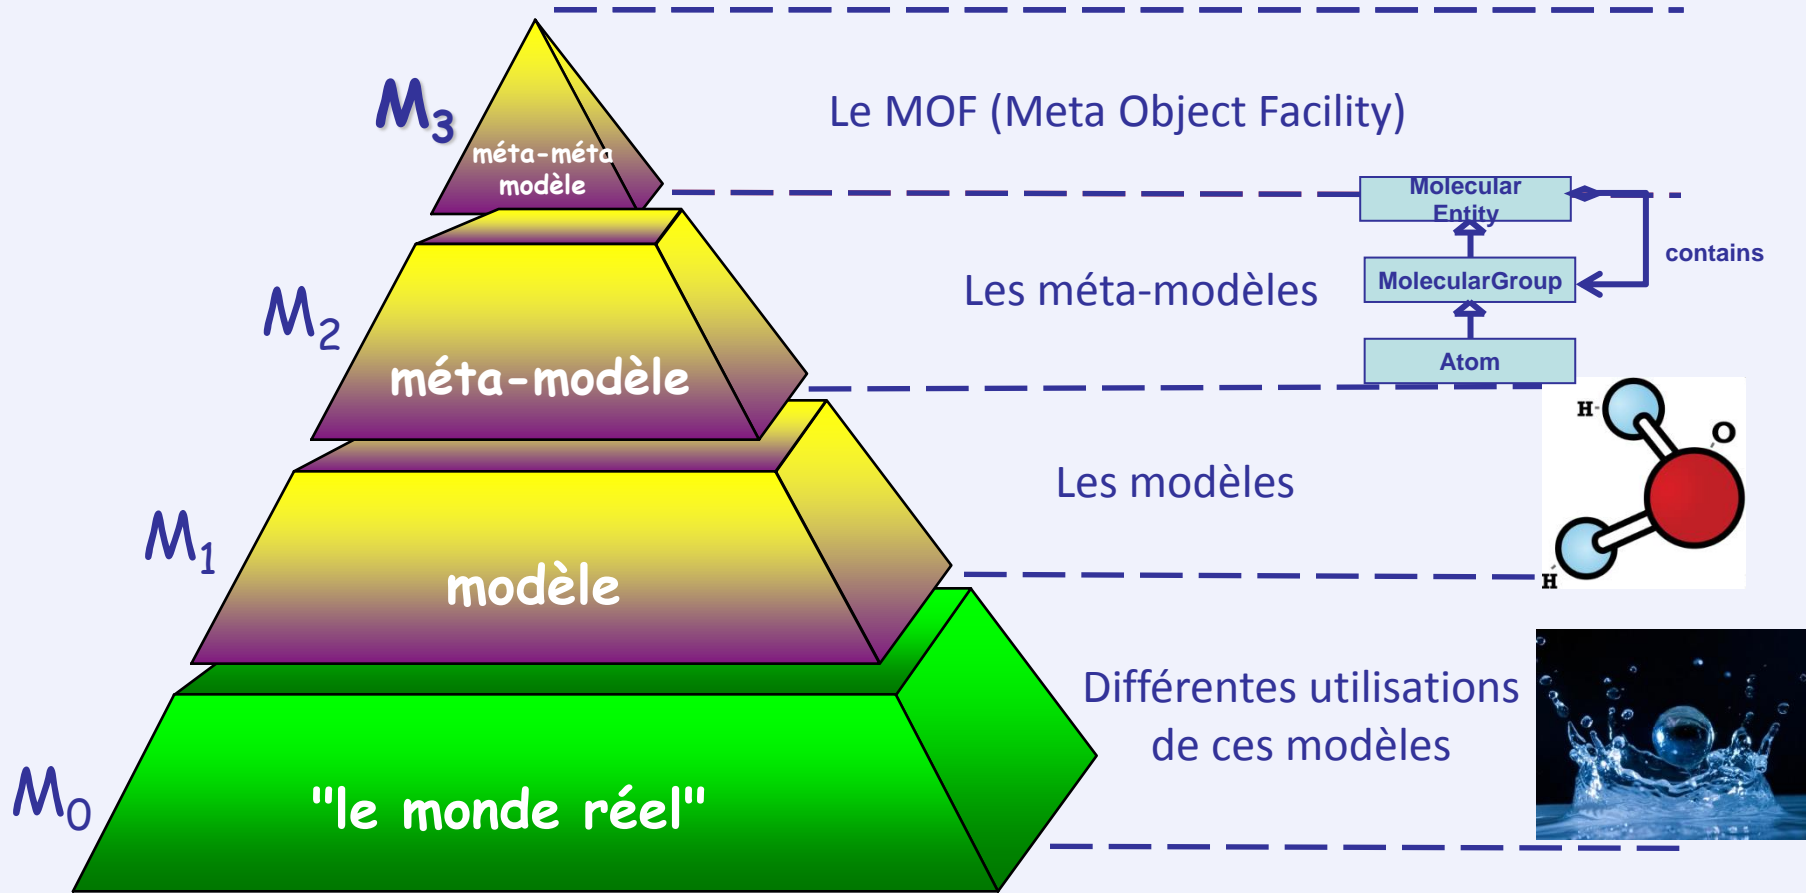 M3
méta-méta
modèle
Le MOF (Meta Object Facility)
M2
méta-modèle
Les méta-modèles
Molecular
Entity
contains
MolecularGroup
Atom
M1
modèle
Les modèles
H
O
H
M0
"le monde réel"
Différentes utilisations
de ces modèles